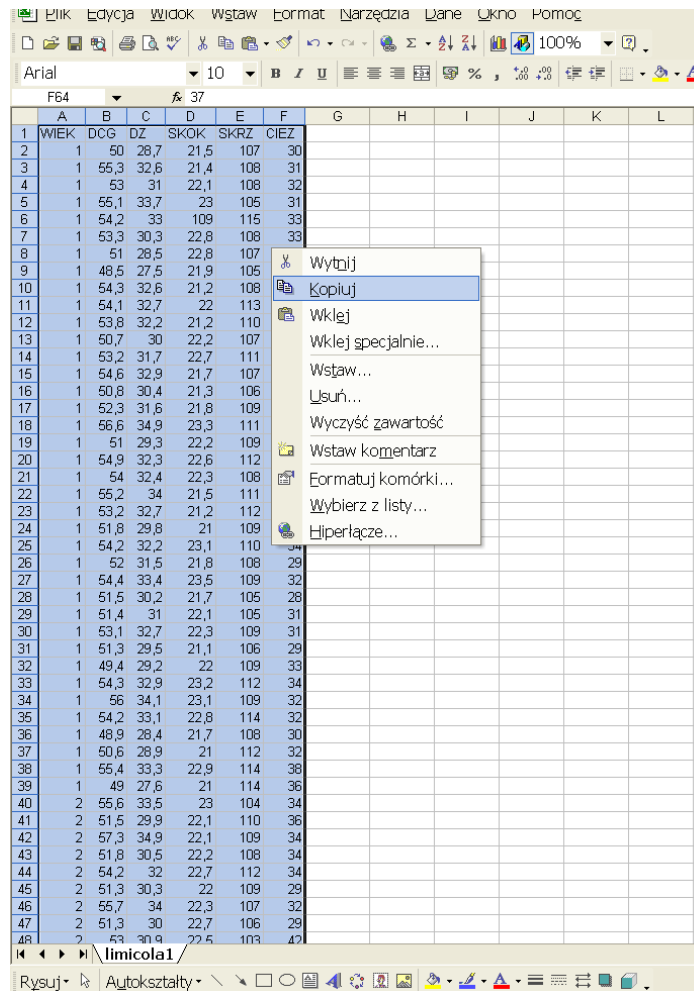 Plik Edycja Widok Wstaw Format Narzędzia Dane Okno Pomoc
100%
Arial 10 B I U % ,
F64 fx 37
A B C D E F G H I J K L
1 WIEK DCG DZ SKOK SKRZ CIEZ
2 1 50 28,7 21,5 107 30
3 1 55,3 32,6 21,4 108 31
4 1 53 31 22,1 108 32
5 1 55,1 33,7 23 105 31
6 1 54,2 33 109 115 33
7 1 53,3 30,3 22,8 108 33
8 1 51 28,5 22,8 107
9 1 48,5 27,5 21,9 105
10 1 54,3 32,6 21,2 108
11 1 54,1 32,7 22 113
12 1 53,8 32,2 21,2 110
13 1 50,7 30 22,2 107
14 1 53,2 31,7 22,7 111
15 1 54,6 32,9 21,7 107
16 1 50,8 30,4 21,3 106
17 1 52,3 31,6 21,8 109
18 1 56,6 34,9 23,3 111
19 1 51 29,3 22,2 109
20 1 54,9 32,3 22,6 112
21 1 54 32,4 22,3 108
22 1 55,2 34 21,5 111
23 1 53,2 32,7 21,2 112
24 1 51,8 29,8 21 109
25 1 54,2 32,2 23,1 110 34
26 1 52 31,5 21,8 108 29
27 1 54,4 33,4 23,5 109 32
28 1 51,5 30,2 21,7 105 28
29 1 51,4 31 22,1 105 31
30 1 53,1 32,7 22,3 109 31
31 1 51,3 29,5 21,1 106 29
32 1 49,4 29,2 22 109 33
33 1 54,3 32,9 23,2 112 34
34 1 56 34,1 23,1 109 32
35 1 54,2 33,1 22,8 114 32
36 1 48,9 28,4 21,7 108 30
37 1 50,6 28,9 21 112 32
38 1 55,4 33,3 22,9 114 38
39 1 49 27,6 21 114 36
40 2 55,6 33,5 23 104 34
41 2 51,5 29,9 22,1 110 36
42 2 57,3 34,9 22,1 109 34
43 2 51,8 30,5 22,2 108 34
44 2 54,2 32 22,7 112 34
45 2 51,3 30,3 22 109 29
46 2 55,7 34 22,3 107 32
47 2 51,3 30 22,7 106 29
48 2 53 30,9 22,5 103 42
Wytnij
Kopiuj
Wklej
Wklej specjalnie...
Wstaw...
Usuń...
Wyczyść zawartość
Wstaw komentarz
Formatuj komórki...
Wybierz z listy...
Hiperłącze...
limicola1
Rysuj Autokształty